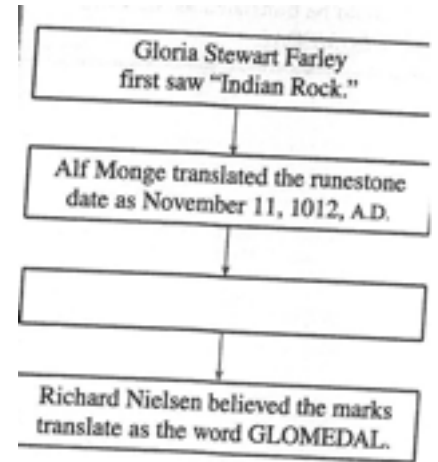 Gloria Stewart Farley
first saw “Indian Rock.”
Alf Monge translated the runestone
date as November 11, 1012, A.D.
Richard Nielsen believed the marks
translate as the word GLOMEDAL.